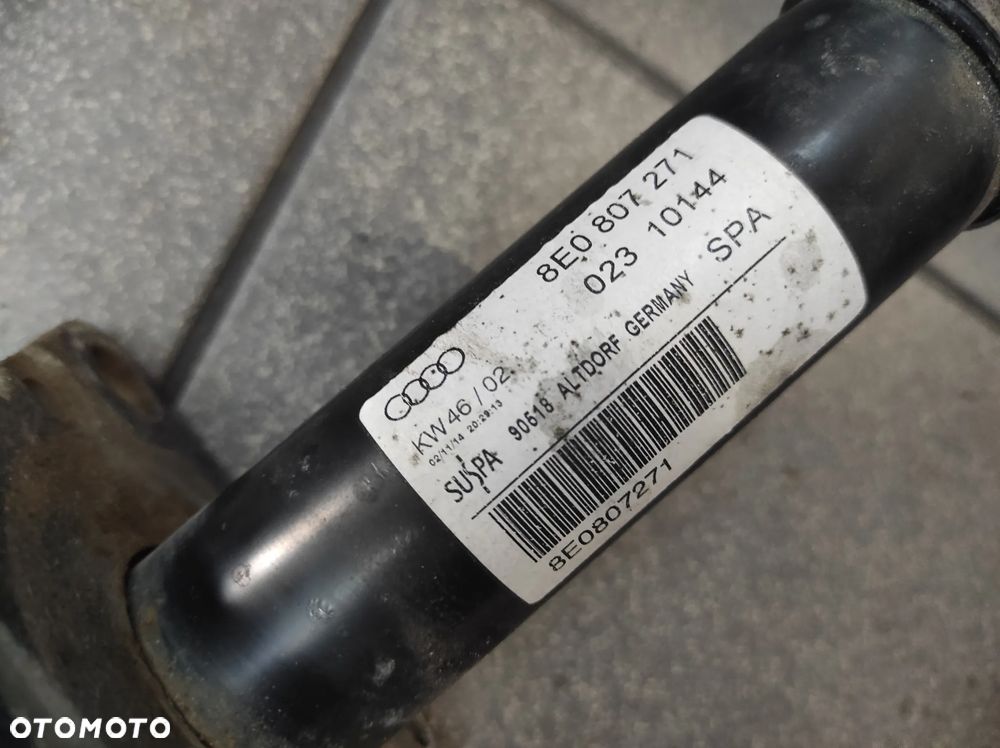 8E0 807 271
023 10144
SPA
KW46/02
02/11/14 20:29:13
SUSPA 90518 ALTDORF GERMANY
8E0807271
OTOMOTO